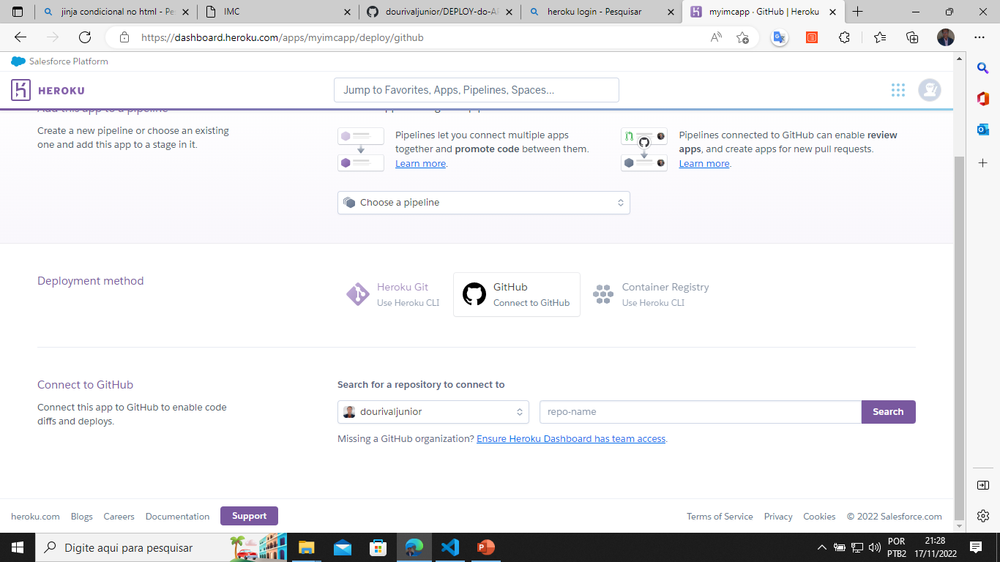 jinja condicional no html - Pe
IMC
dourivaljunior/DEPLOY-do-AP
heroku login - Pesquisar
myimcapp · GitHub | Heroku
https://dashboard.heroku.com/apps/myimcapp/deploy/github
Salesforce Platform
HEROKU
Jump to Favorites, Apps, Pipelines, Spaces...
Add this app to a pipeline
Create a new pipeline or choose an existing
one and add this app to a stage in it.
Pipelines let you connect multiple apps
together and promote code between them.
Learn more.
Pipelines connected to GitHub can enable review
apps, and create apps for new pull requests.
Learn more.
Choose a pipeline
Deployment method
Heroku Git
Use Heroku CLI
GitHub
Connect to GitHub
Container Registry
Use Heroku CLI
Connect to GitHub
Connect this app to GitHub to enable code
diffs and deploys.
Search for a repository to connect to
dourivaljunior
repo-name
Search
Missing a GitHub organization? Ensure Heroku Dashboard has team access.
heroku.com
Blogs
Careers
Documentation
Support
Terms of Service
Privacy
Cookies
© 2022 Salesforce.com
Digite aqui para pesquisar
POR
PTB2
21:28
17/11/2022